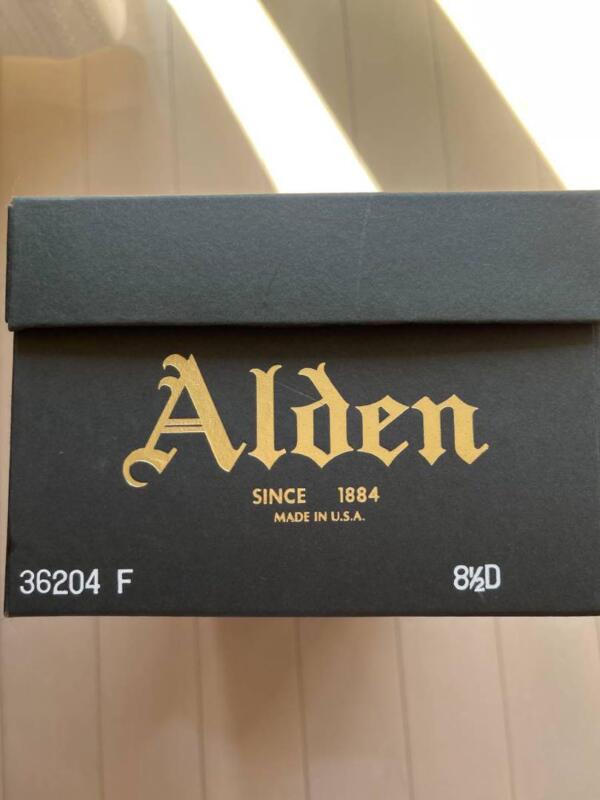 Alden
SINCE 1884
MADE IN U.S.A.
36204 F 8½D